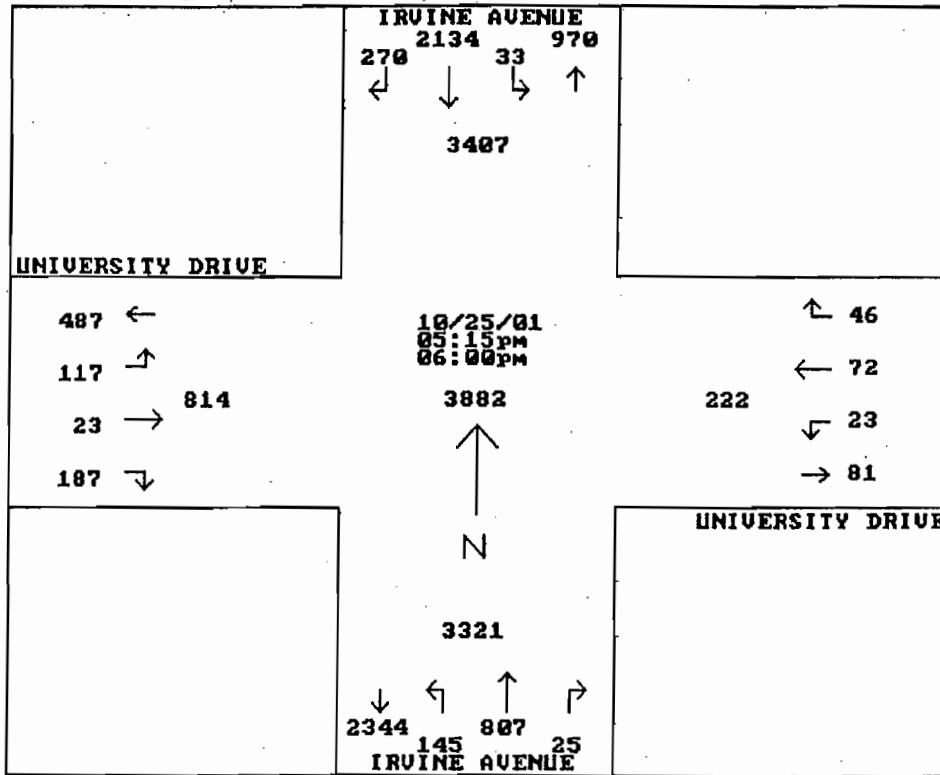 IRVINE AVENUE
2134 970
270 33
3407
UNIVERSITY DRIVE
487
117
814
23
187
10/25/01
05:15pm
06:00pm
3882
46
72
222
23
81
UNIVERSITY DRIVE
N
3321
2344 807
145 25
IRVINE AVENUE